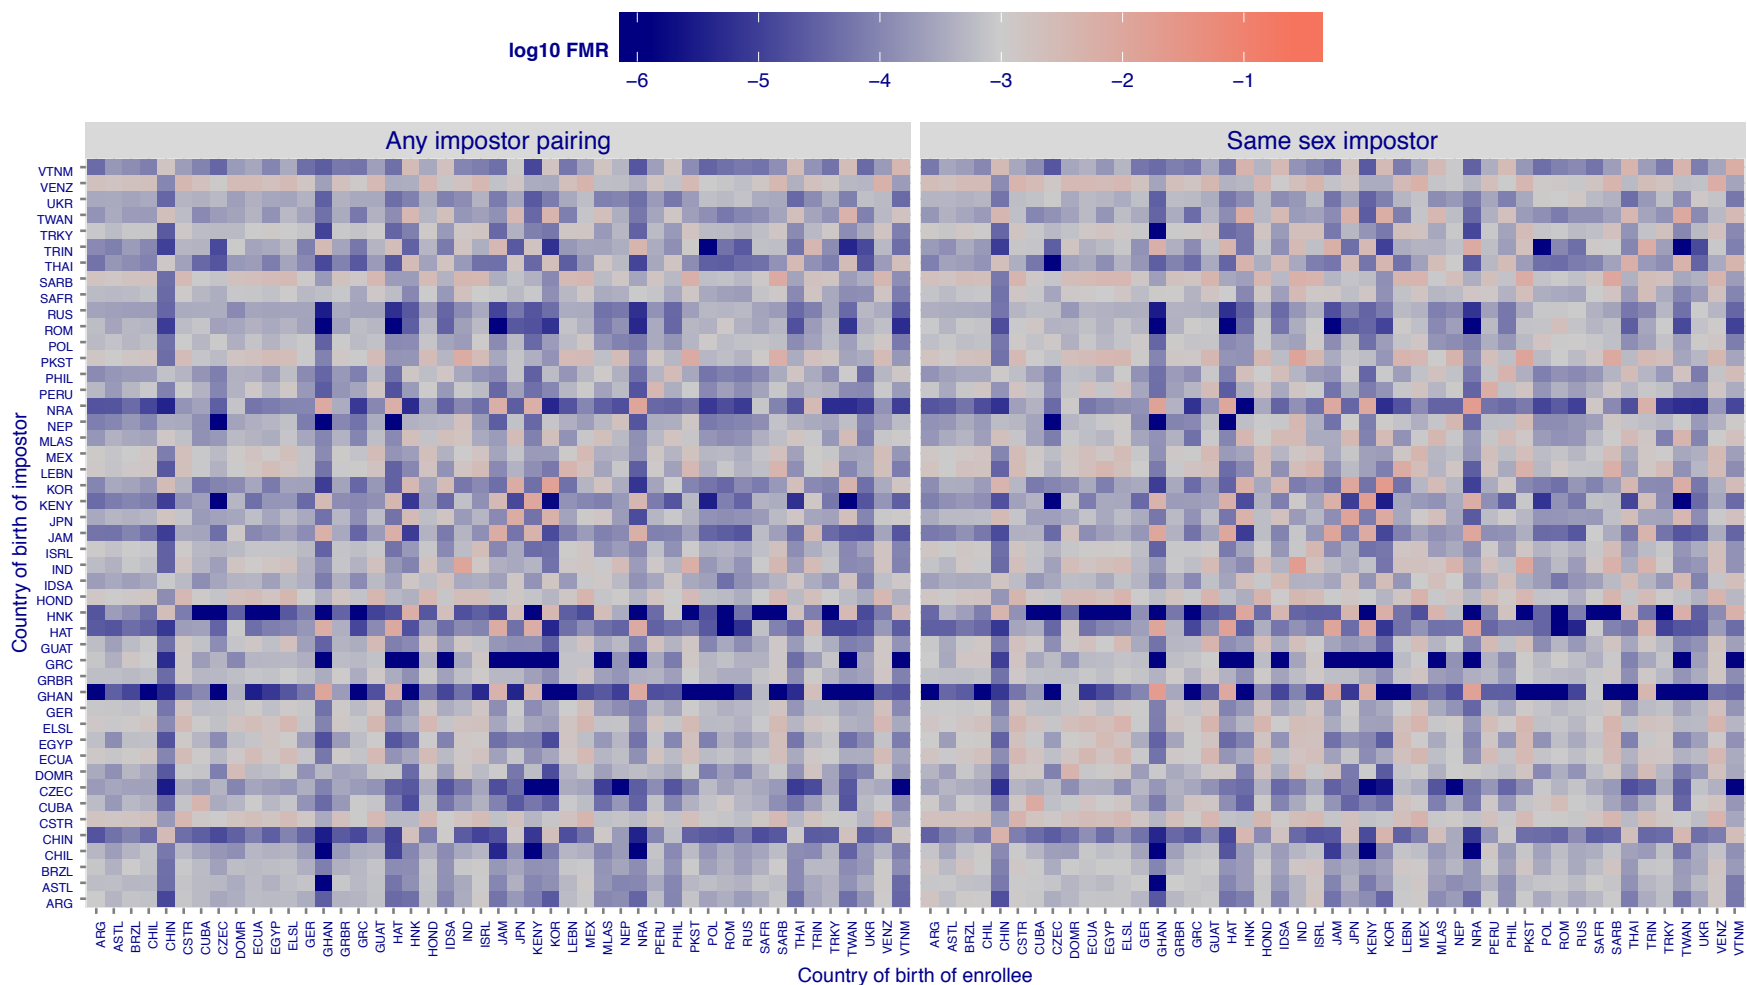 log10 FMR
−6 −5 −4 −3 −2 −1
Any impostor pairing
Same sex impostor
Country of birth of impostor
VTNM
VENZ
UKR
TWAN
TRKY
TRIN
THAI
SARB
SAFR
RUS
ROM
POL
PKST
PHIL
PERU
NRA
NEP
MLAS
MEX
LEBN
KOR
KENY
JPN
JAM
ISRL
IND
IDSA
HOND
HNK
HAT
GUAT
GRC
GRBR
GHAN
GER
ELSL
EGYP
ECUA
DOMR
CZEC
CUBA
CSTR
CHIN
CHIL
BRZL
ASTL
ARG
ARG ASTL BRZL CHIL CHIN CSTR CUBA CZEC DOMR ECUA EGYP ELSL GER GHAN GRBR GRC GUAT HAT HNK HOND IDSA IND ISRL JAM JPN KENY KOR LEBN MEX MLAS NEP NRA PERU PHIL PKST POL ROM RUS SAFR SARB THAI TRIN TRKY TWAN UKR VENZ VTNM
ARG ASTL BRZL CHIL CHIN CSTR CUBA CZEC DOMR ECUA EGYP ELSL GER GHAN GRBR GRC GUAT HAT HNK HOND IDSA IND ISRL JAM JPN KENY KOR LEBN MEX MLAS NEP NRA PERU PHIL PKST POL ROM RUS SAFR SARB THAI TRIN TRKY TWAN UKR VENZ VTNM
Country of birth of enrollee